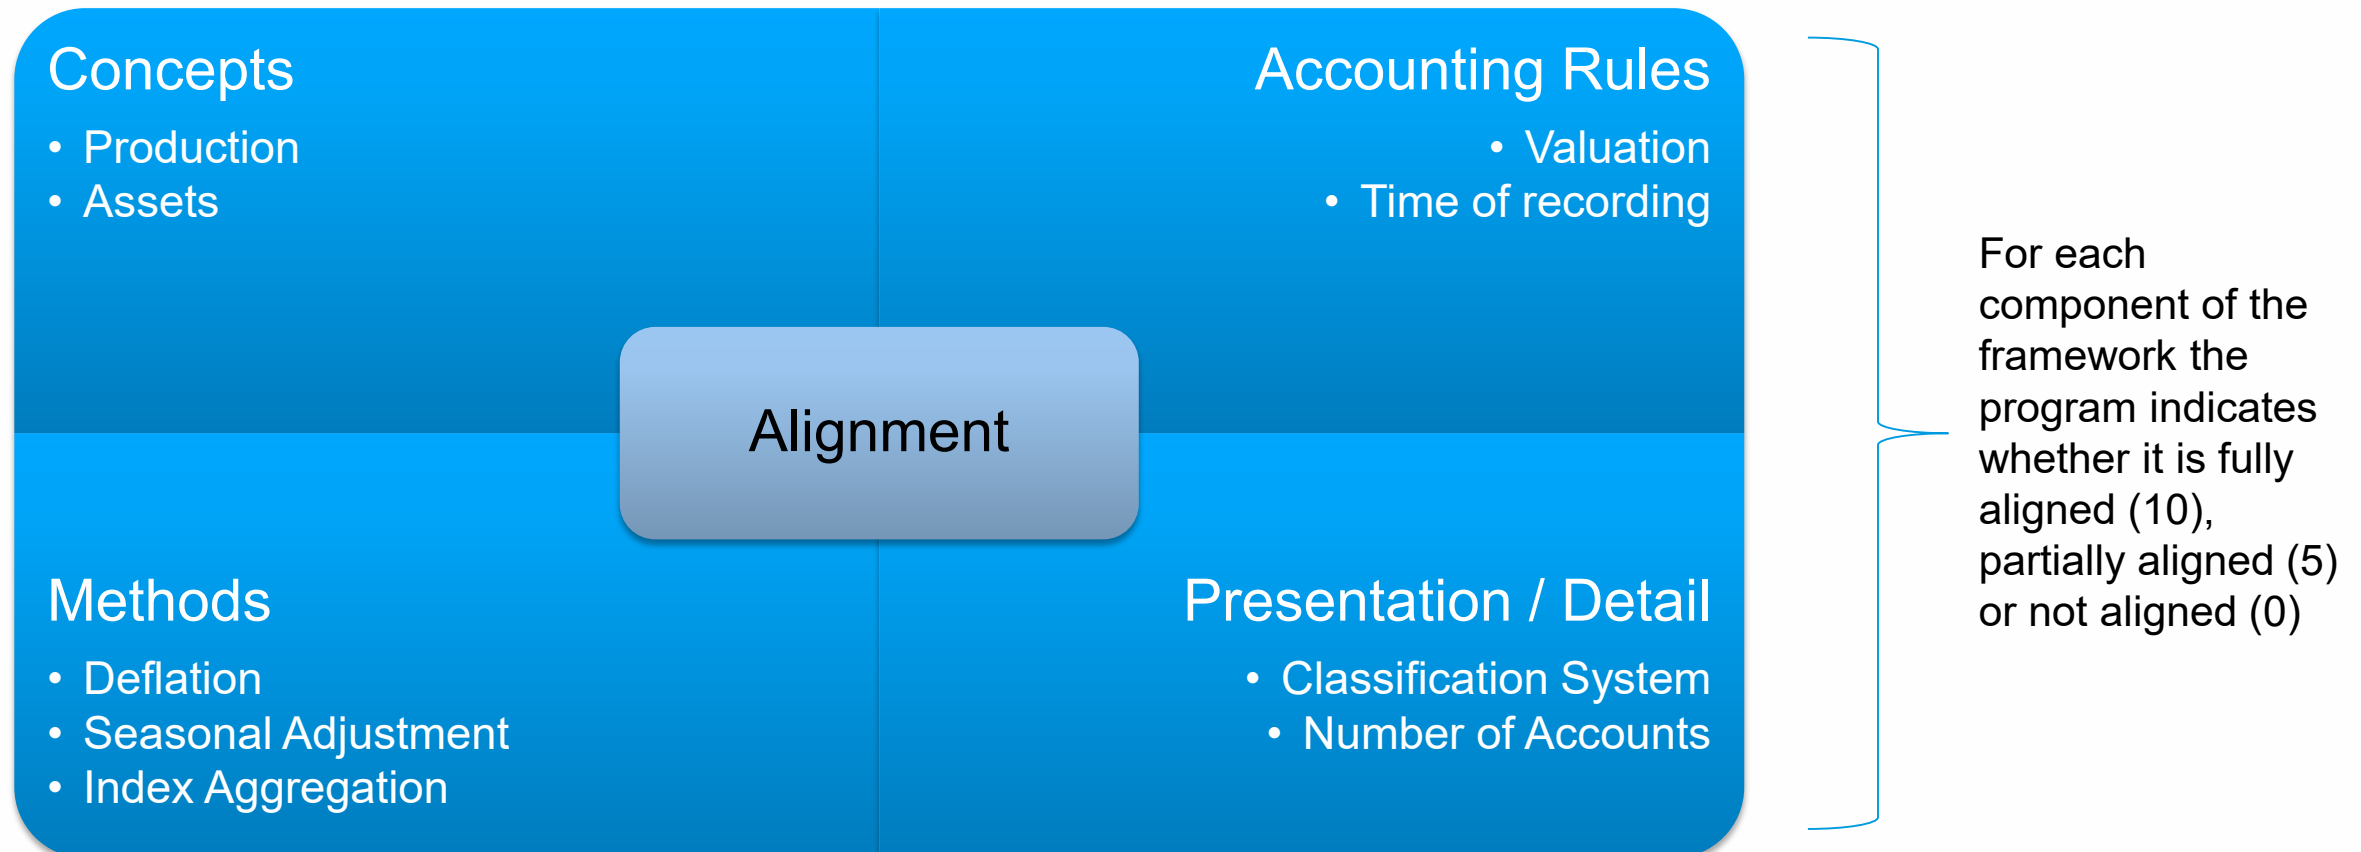 Concepts
• Production
• Assets
Accounting Rules
• Valuation
• Time of recording
Alignment
Methods
• Deflation
• Seasonal Adjustment
• Index Aggregation
Presentation / Detail
• Classification System
• Number of Accounts
For each
component of the
framework the
program indicates
whether it is fully
aligned (10),
partially aligned (5)
or not aligned (0)